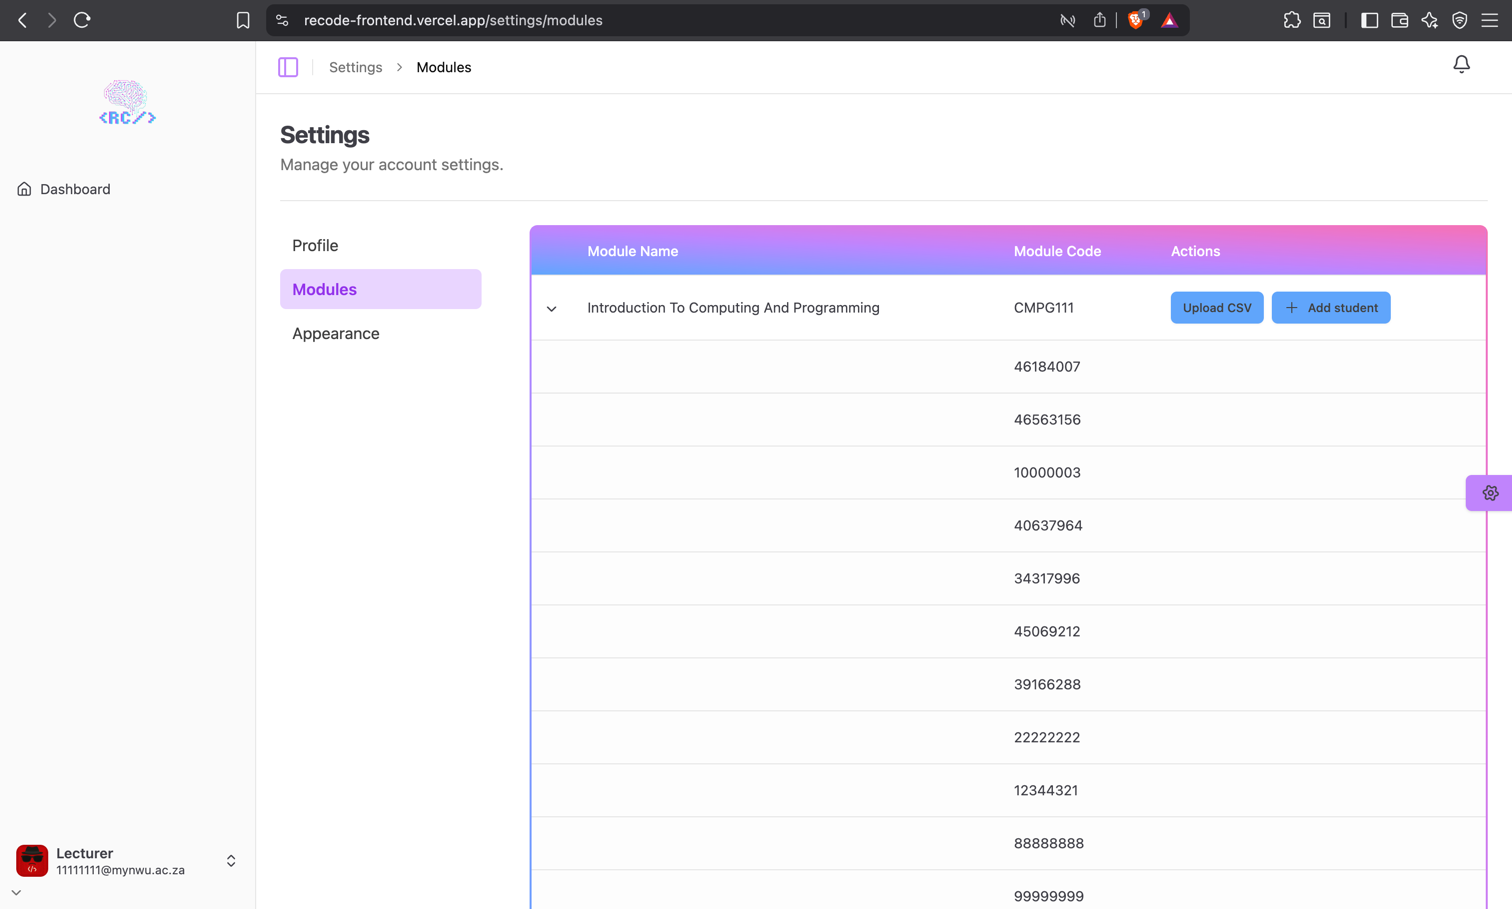 recode-frontend.vercel.app/settings/modules
1
Settings > Modules
<RC/>
Settings
Manage your account settings.
Dashboard
Profile
Modules
Appearance
Module Name Module Code Actions
Introduction To Computing And Programming CMPG111 Upload CSV + Add student
46184007
46563156
10000003
40637964
34317996
45069212
39166288
22222222
12344321
88888888
99999999
</>
Lecturer
11111111@mynwu.ac.za